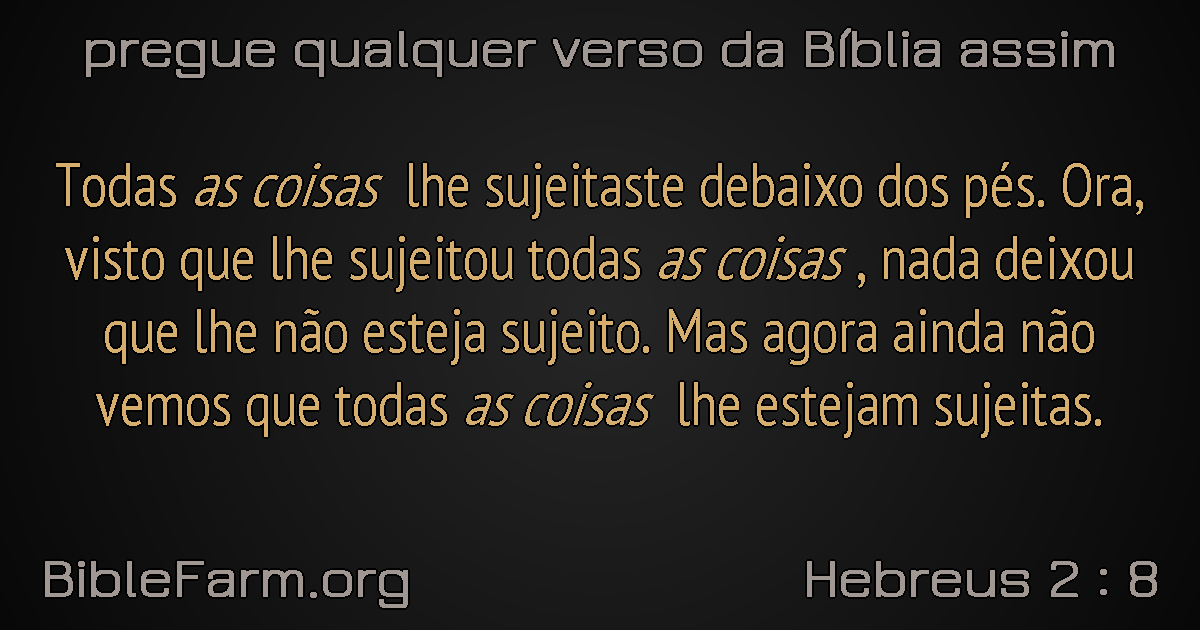 pregue qualquer verso da Bíblia assim
Todas as coisas lhe sujeitaste debaixo dos pés. Ora,
visto que lhe sujeitou todas as coisas , nada deixou
que lhe não esteja sujeito. Mas agora ainda não
vemos que todas as coisas lhe estejam sujeitas.
BibleFarm.org
Hebreus 2 : 8